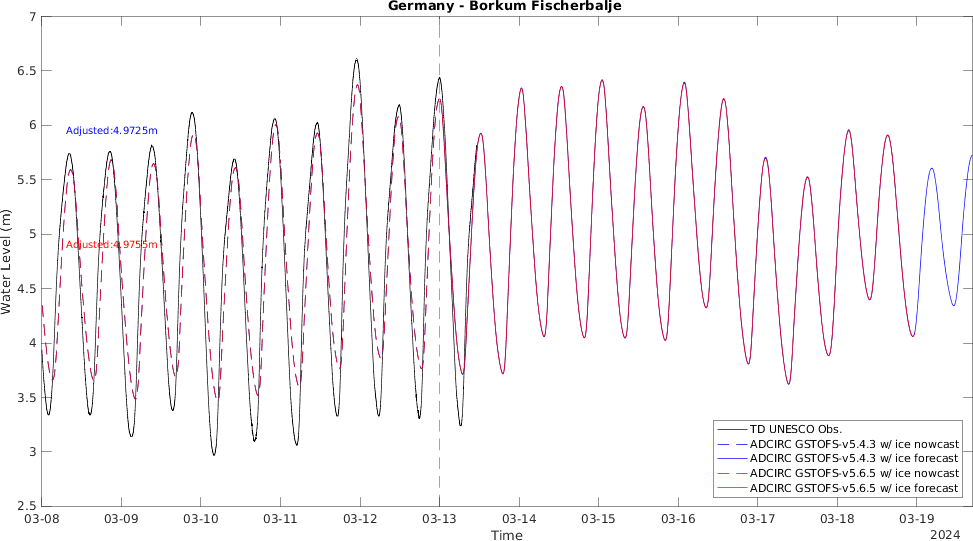 Germany - Borkum Fischerbalje
7
6.5
6
5.5
5
4.5
4
3.5
3
2.5
Water Level (m)
Adjusted:4.9725m
Adjusted:4.9755m
TD UNESCO Obs.
ADCIRC GSTOFS-v5.4.3 w/ ice nowcast
ADCIRC GSTOFS-v5.4.3 w/ ice forecast
ADCIRC GSTOFS-v5.6.5 w/ ice nowcast
ADCIRC GSTOFS-v5.6.5 w/ ice forecast
03-08 03-09 03-10 03-11 03-12 03-13 03-14 03-15 03-16 03-17 03-18 03-19
Time
2024